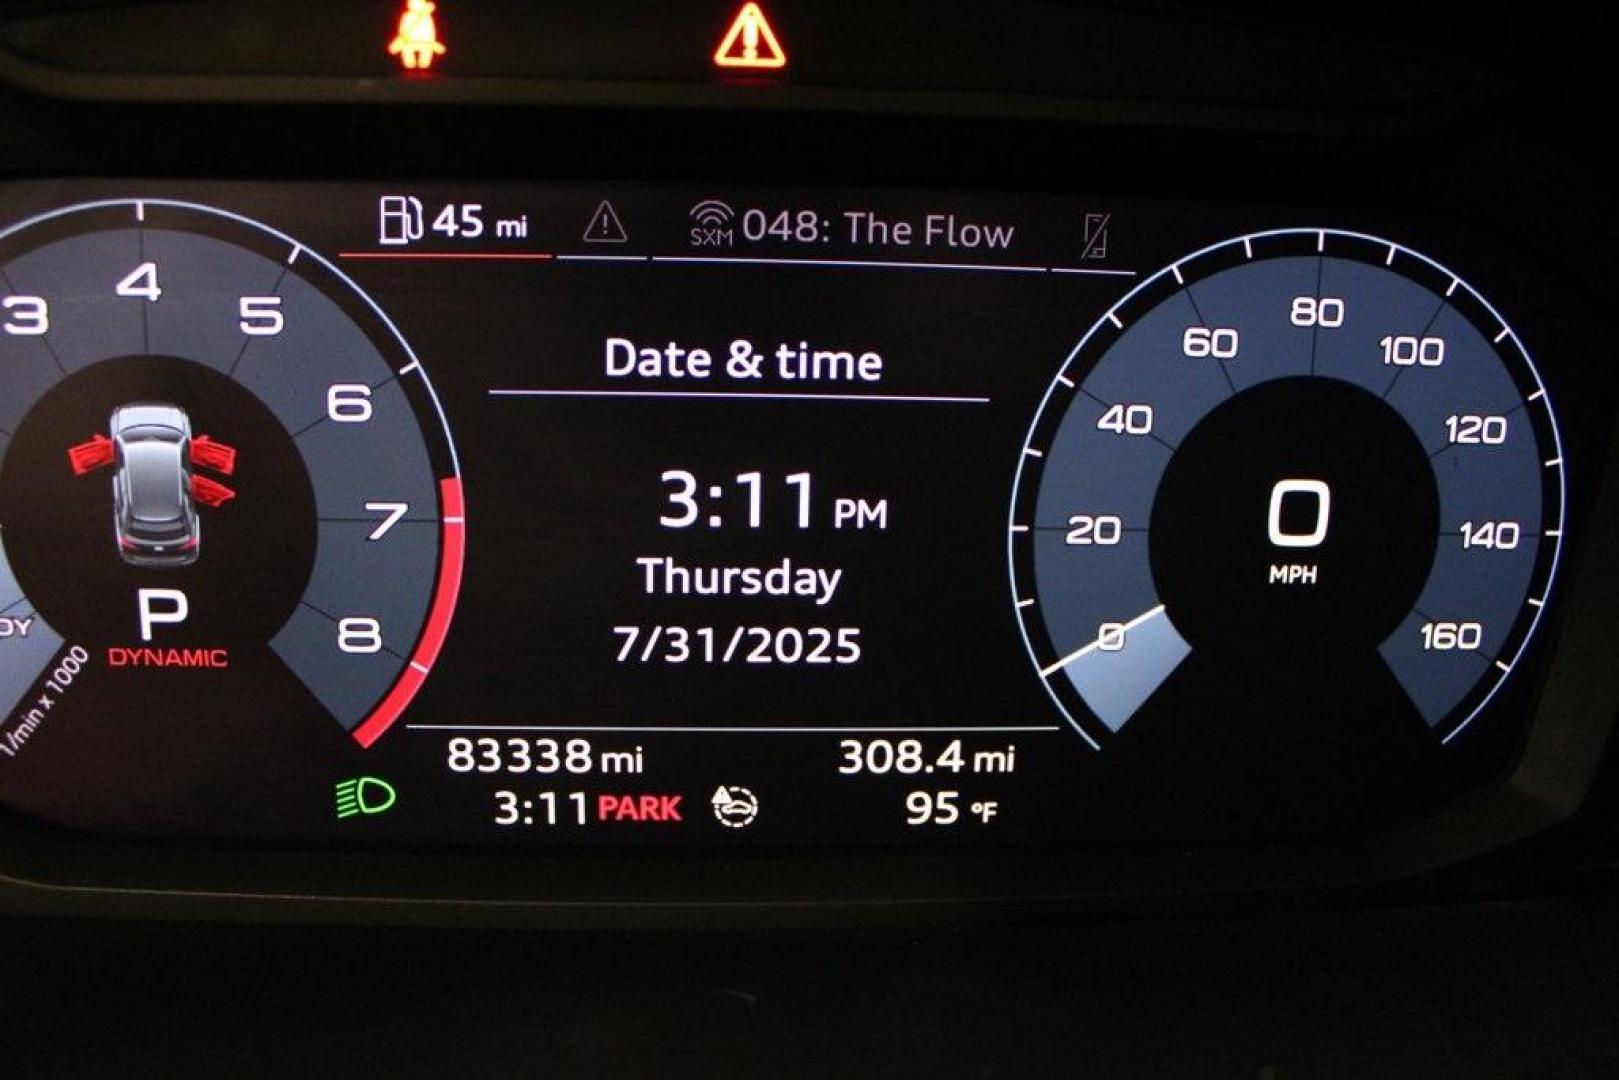 45 mi
SXM 048: The Flow
3
4
5
6
7
8
Date & time
3:11 PM
Thursday
7/31/2025
P
DYNAMIC
DY
1/min x 1000
0
20
40
60
80
100
120
140
160
0
MPH
83338 mi
308.4 mi
3:11 PARK
95 °F